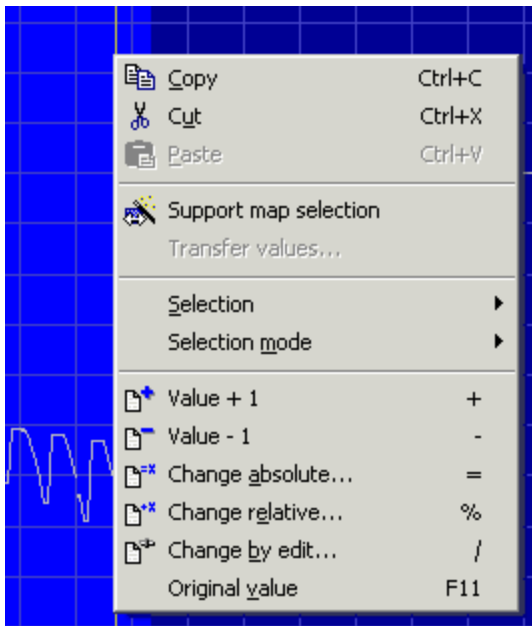 Copy Ctrl+C
Cut Ctrl+X
Paste Ctrl+V
Support map selection
Transfer values...
Selection
Selection mode
Value + 1 +
Value - 1 -
Change absolute... =
Change relative... %
Change by edit... /
Original value F11